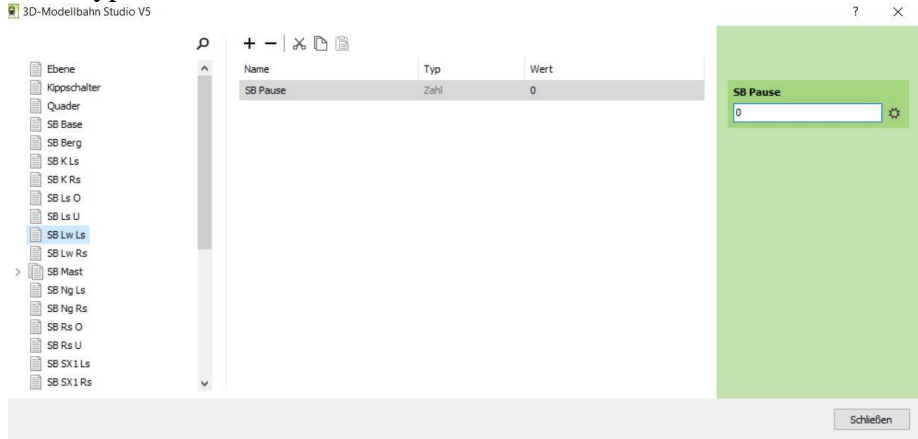 3D-Modellbahn Studio V5
?
Name Typ Wert
SB Pause Zahl 0
Ebene
Kippschalter
Quader
SB Base
SB Berg
SB K Ls
SB K Rs
SB Ls O
SB Ls U
SB Lw Ls
SB Lw Rs
SB Mast
SB Ng Ls
SB Ng Rs
SB Rs O
SB Rs U
SB SX1 Ls
SB SX1 Rs
SB Pause
0
Schließen